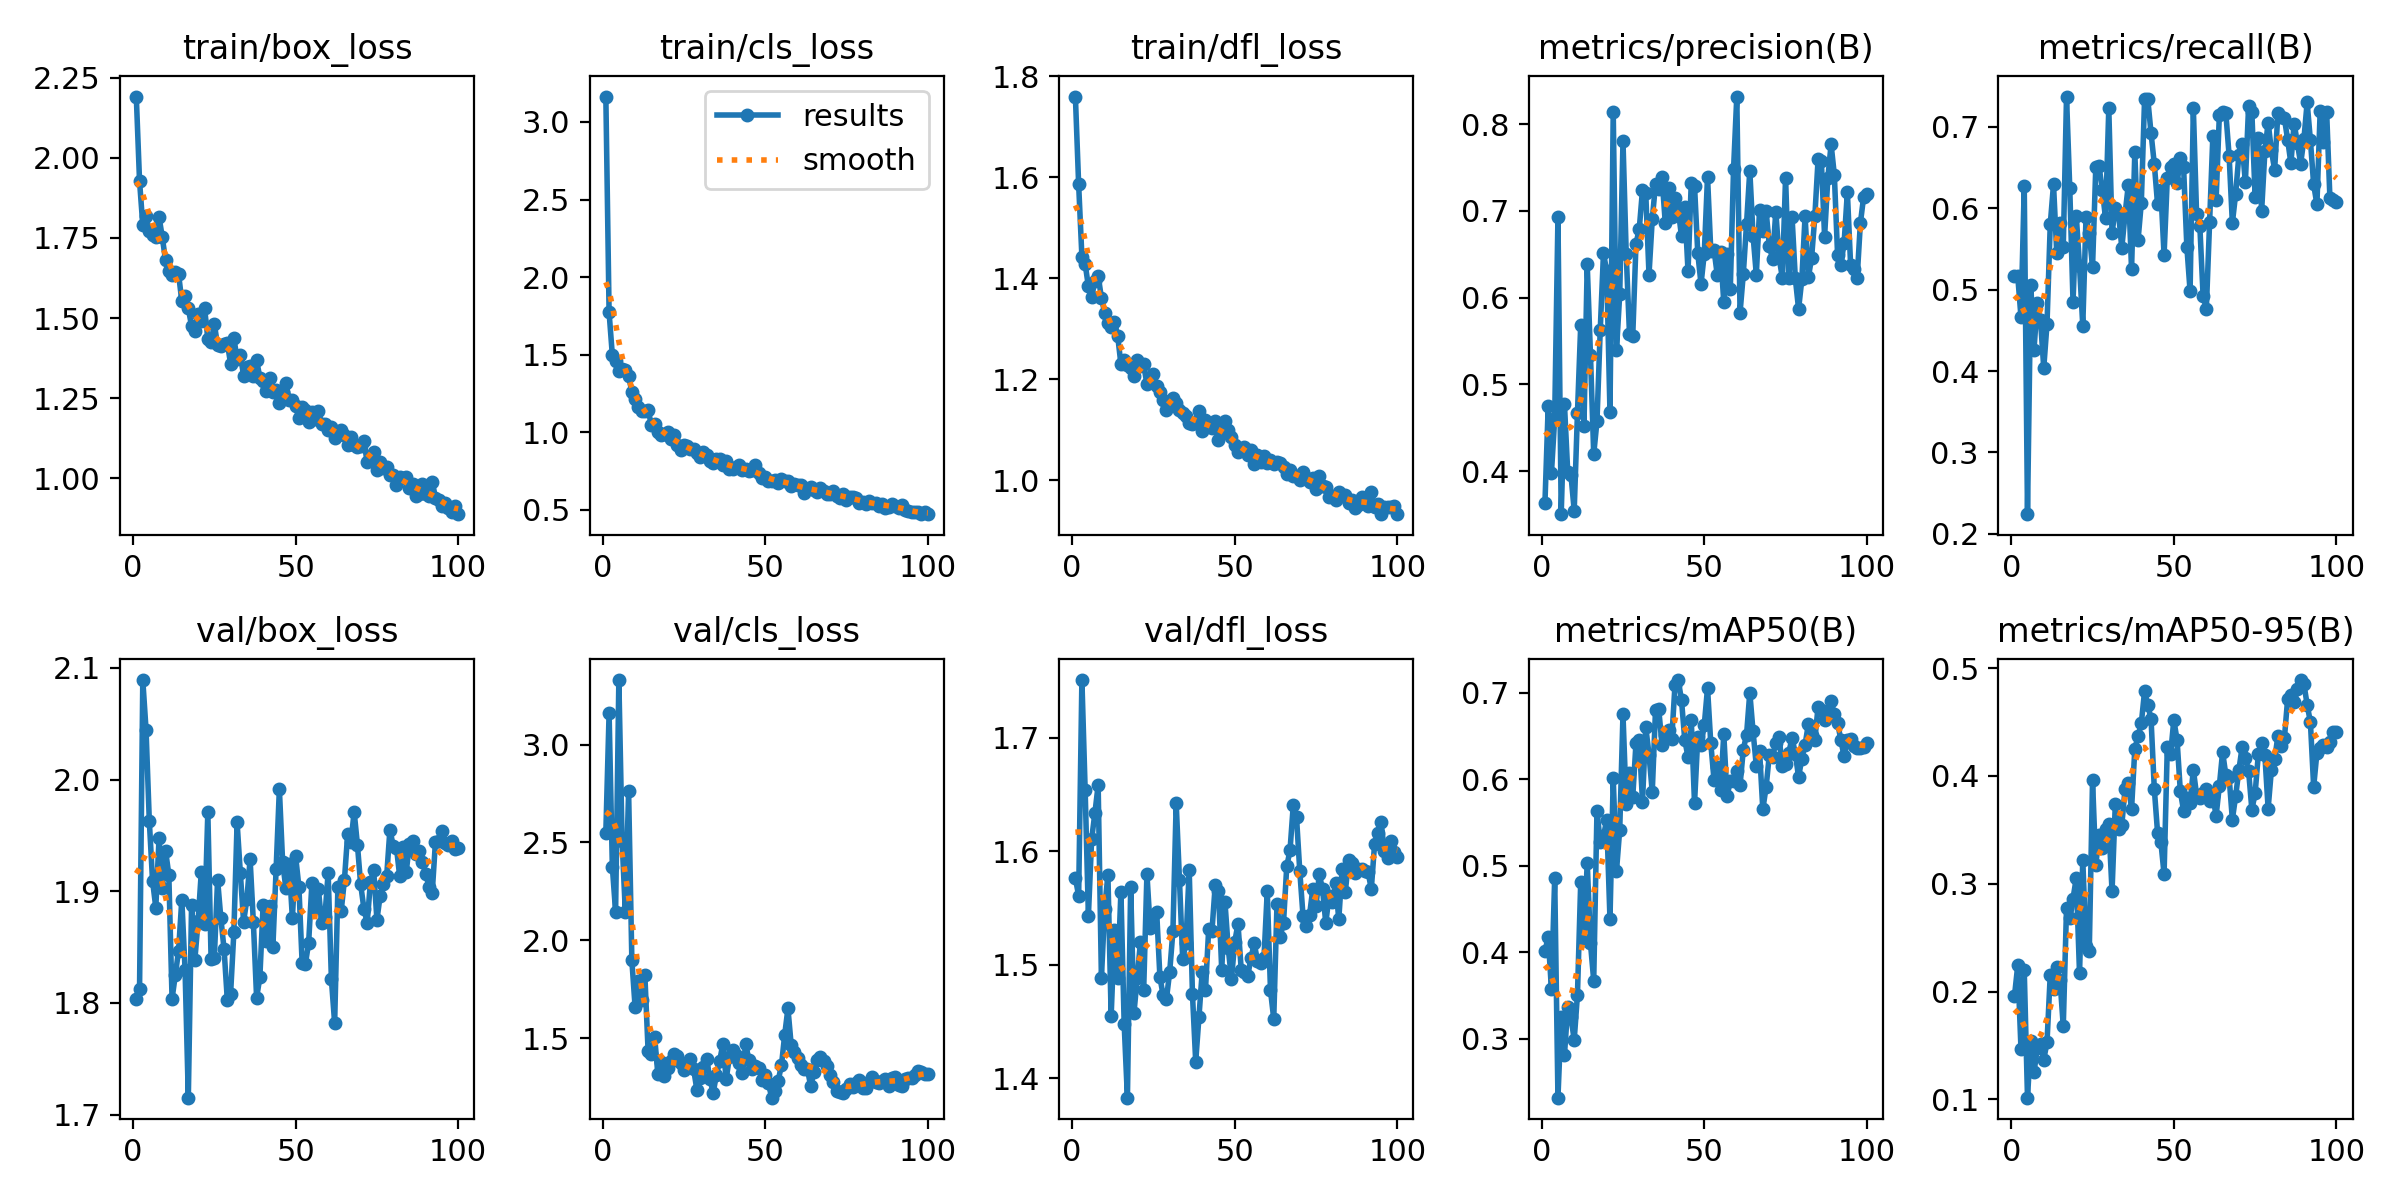 train/box_loss
train/cls_loss
train/dfl_loss
metrics/precision(B)
metrics/recall(B)
2.25
2.00
1.75
1.50
1.25
1.00
0 50 100
3.0
2.5
2.0
1.5
1.0
0.5
results
smooth
0 50 100
1.8
1.6
1.4
1.2
1.0
0 50 100
0.8
0.7
0.6
0.5
0.4
0 50 100
0.7
0.6
0.5
0.4
0.3
0.2
0 50 100
val/box_loss
val/cls_loss
val/dfl_loss
metrics/mAP50(B)
metrics/mAP50-95(B)
2.1
2.0
1.9
1.8
1.7
0 50 100
3.0
2.5
2.0
1.5
0 50 100
1.7
1.6
1.5
1.4
0 50 100
0.7
0.6
0.5
0.4
0.3
0 50 100
0.5
0.4
0.3
0.2
0.1
0 50 100